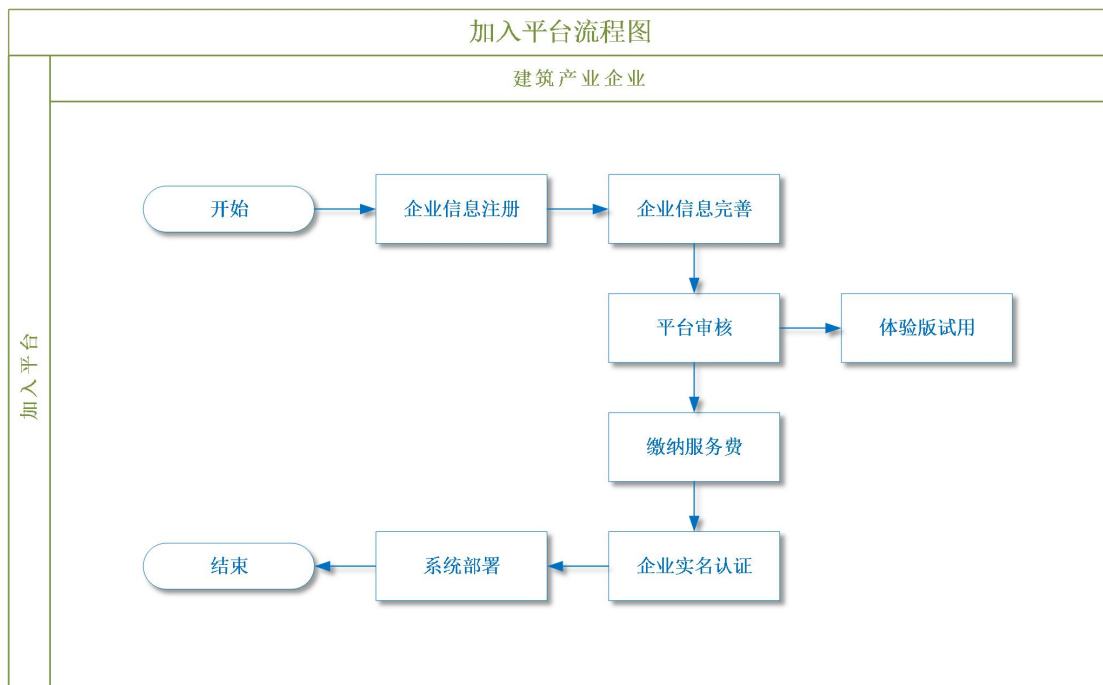 加入平台流程图
建筑产业企业
加入平台
开始
企业信息注册
企业信息完善
平台审核
体验版试用
缴纳服务费
结束
系统部署
企业实名认证